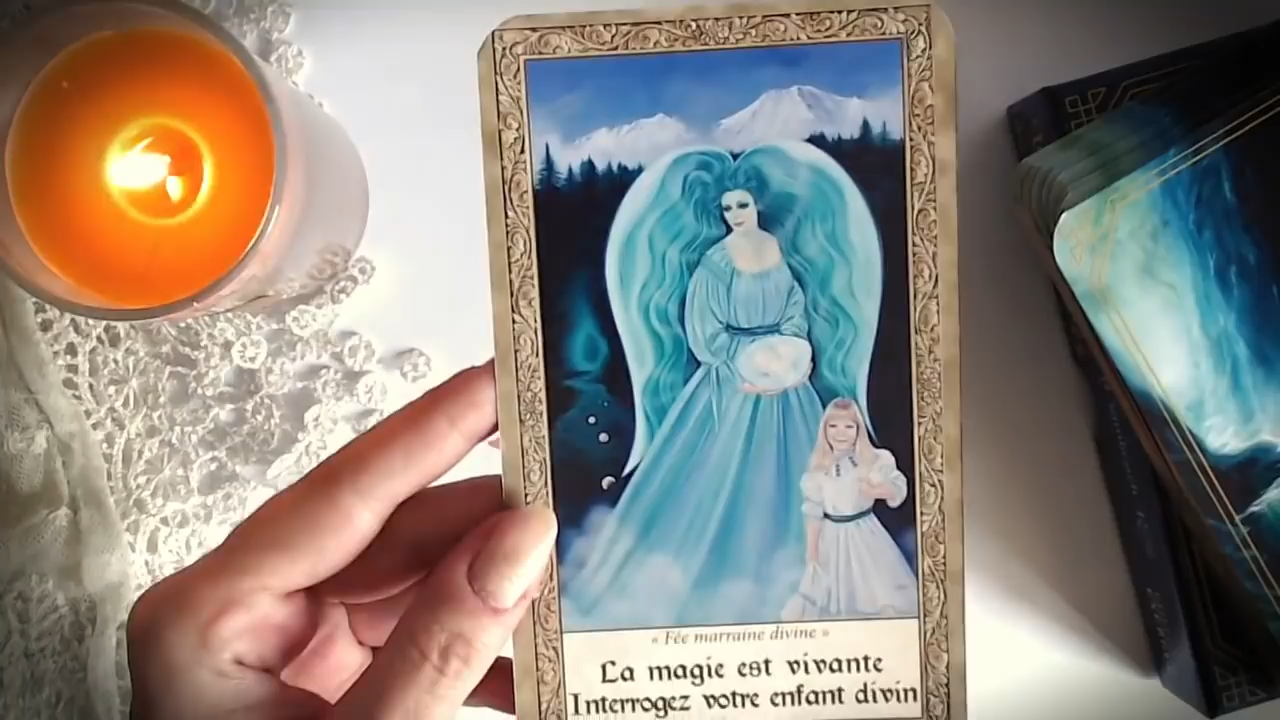 « Fée marraine divine »
La magie est vivante
Interrogez votre enfant divin